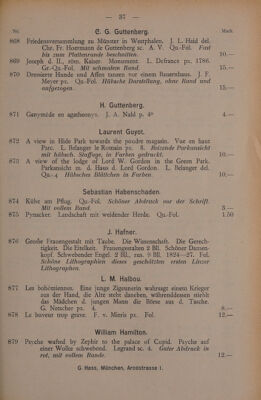 — 37 —
Nr. Mark
C. G. Guttenberg.
868 Friedensversammlung zu Münster in Westphalen. J. L. Haid del.
Chr. Fr. Hoermann de Guttenberg sc. A. V. Qu.-Fol. Fast
bis zum Plattenrande beschnitten. 10.—
869 Joseph d. II., röm. Kaiser. Monument. L. Defrance px. 1786.
Gr.-Qu.-Fol. Mit schmalem Rand. 15.—
870 Dressierte Hunde und Affen tanzen vor einem Bauernhaus. J. F.
Meyer px. Qu.-Fol. Hübsche Darstellung, ohne Rand und
aufgezogen. 15.—
H. Guttenberg.
871 Ganymède en agathaenus. J. A. Nahl p. 4° 4.—
Laurent Guyot.
872 A view in Hide Park towards the pouder magasin. Vue en haut
Parc. L. Belanger le Romain px. 8. Reizende Parkansicht
mit hübsch. Staffage, in Farben gedruckt. 10.—
873 A view of the lodge of Lord W. Gordon in the Green Park.
Parkansicht m. d. Haus d. Lord Gordon. L. Belanger del.
Qu.-4 Hübsches Blättchen in Farben. 10.—
Sebastian Habenschaden.
874 Kühe am Pflug. Qu.-Fol. Schöner Abdruck vor der Schrift.
Mit vollem Rand. 3.—
875 Pynacker. Landschaft mit weidender Herde. Qu.-Fol. 1.50
J. Hafner.
876 Große Frauengestalt mit Taube. Die Wissenschaft. Die Gerech-
tigkeit. Die Eitelkeit. Frauengestalten 2 Bll. Schöner Damen-
kopf. Schwebender Engel. 2 Bll., zus. 9 Bll. 1824—27. Fol.
Schöne Lithographien dieses geschätzten ersten Linzer
Lithographen. 10.—
L. M. Halbou.
877 Les bohémiennes. Eine junge Zigeunerin wahrsagt einem Krieger
aus der Hand, die Alte steht daneben, währenddessen stiehlt
das Mädchen d. jungen Mann die Börse aus d. Tasche.
G. Netscher px. 4 8.—
878 Le buveur trop grave. F. v. Mieris px. Fol. 12.—
William Hamilton.
879 Psyche wafted by Zephir to the palace of Cupid. Psyche auf
einer Wolke schwebend. Legrand sc. 4. Guter Abdruck in
rot, mit vollem Rande. 12.—
G. Hess, München, Arcostrasse 1.